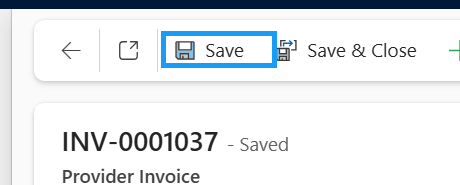 Save Save & Close
INV-0001037 - Saved
Provider Invoice